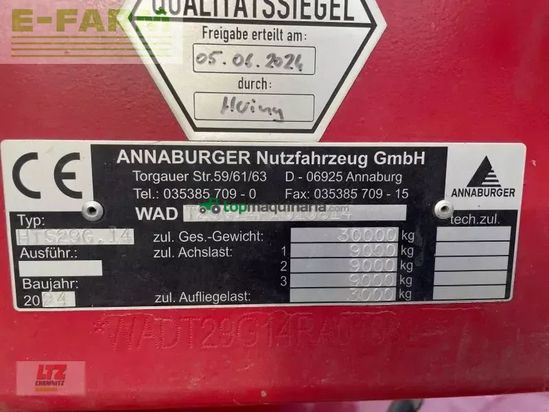 E-FARM
QUALITÄTSSIEGEL
Freigabe erteilt am:
05.06.2024
durch:
ANNABURGER Nutzfahrzeug GmbH
Torgauer Str.59/61/63 D - 06925 Annaburg
Tel.: 035385 709 - 0 Fax: 035385 709 - 15
ANNABURGER
CE
WAD
topmaquinaria
.com
Typ:
HTS29G.14
zul. Ges.-Gewicht: 30000 kg
tech.zul.
Ausführ.:
zul. Achslast: 1 9000 kg
2 9000 kg
Baujahr:
3 9000 kg
2024
zul. Aufliegelast: 3000 kg
LTZ
CHEMNITZ